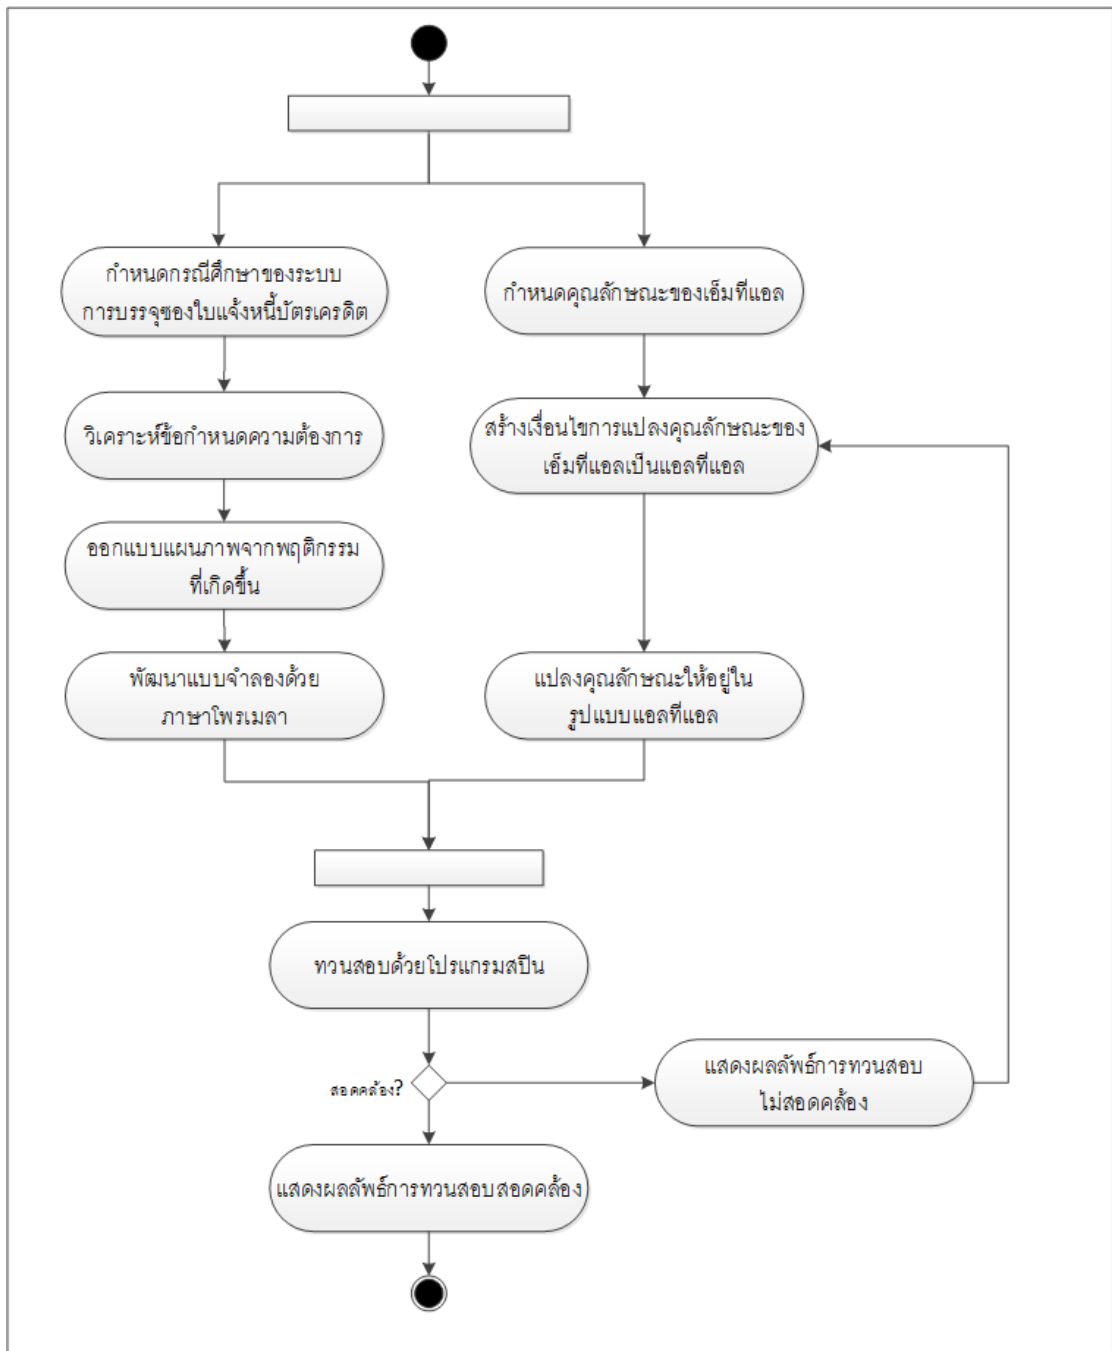 กำหนดกรณีศึกษาของระบบ
การบรรจุซองใบแจ้งหนี้บัตรเครดิต
กำหนดคุณลักษณะของเอ็มทีแอล
วิเคราะห์ข้อกำหนดความต้องการ
สร้างเงื่อนไขการแปลงคุณลักษณะของ
เอ็มทีแอลเป็นแอลทีแอล
ออกแบบแผนภาพจากพฤติกรรม
ที่เกิดขึ้น
พัฒนาแบบจำลองด้วย
ภาษาโพรเมลา
แปลงคุณลักษณะให้อยู่ใน
รูปแบบแอลทีแอล
ทวนสอบด้วยโปรแกรมสปิน
สอดคล้อง?
แสดงผลลัพธ์การทวนสอบ
ไม่สอดคล้อง
แสดงผลลัพธ์การทวนสอบสอดคล้อง